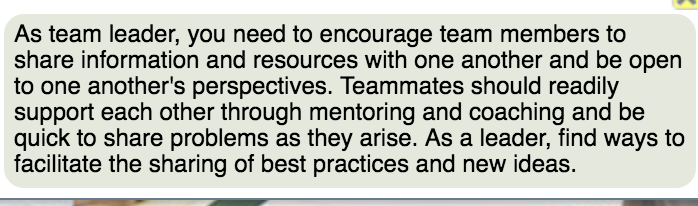 As team leader, you need to encourage team members to
share information and resources with one another and be open
to one another's perspectives. Teammates should readily
support each other through mentoring and coaching and be
quick to share problems as they arise. As a leader, find ways to
facilitate the sharing of best practices and new ideas.